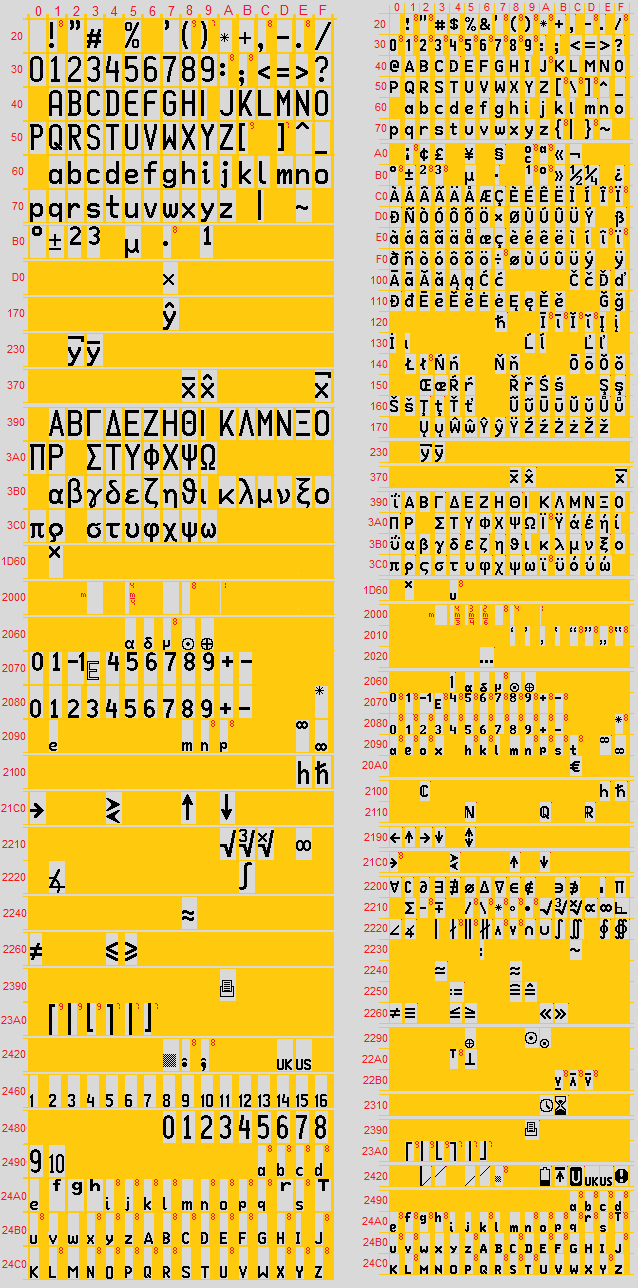 0 1 2 3 4 5 6 7 8 9 A B C D E F
20 ! " # % ' ( ) * + , - . /
30 0 1 2 3 4 5 6 7 8 9 : ; < = > ?
40 A B C D E F G H I J K L M N O
50 P Q R S T U V W X Y Z [ ] ^ _
60 a b c d e f g h i j k l m n o
70 p q r s t u v w x y z | ~
B0 ° ± 2 3 µ · 1
D0 ×
170 ŷ
230 ȳ ȳ
370 x̅ x̂ x̅
390 Α Β Γ Δ Ε Ζ Η Θ Ι Κ Λ Μ Ν Ξ Ο
3A0 Π Ρ Σ Τ Υ Φ Χ Ψ Ω
3B0 α β γ δ ε ζ η θ ι κ λ μ ν ξ ο
3C0 π ρ σ τ υ φ χ ψ ω
1D60 x
2000
2060 α δ µ ⊙ ⊕
2070 0 1 -1 E 4 5 6 7 8 9 + -
2080 0 1 2 3 4 5 6 7 8 9 + - *
2090 e m n p ∞ ∞
2100 h ħ
21C0 → ⮞ ↑ ↓
2210 √ ∛ ˣ√ ∞
2220 ∡ ∫
2240 ≈
2260 ≠ ≤ ≥
2390 ⎙
23A0 ⎡ ⎢ ⎣ ⎤ ⎥ ⎦
2420 UK US
2460 1 2 3 4 5 6 7 8 9 10 11 12 13 14 15 16
2480 0 1 2 3 4 5 6 7 8
2490 9 10 a b c d
24A0 e f g h i j k l m n o p q r s T
24B0 u v w x y z A B C D E F G H I J
24C0 K L M N O P Q R S T U V W X Y Z
0 1 2 3 4 5 6 7 8 9 A B C D E F
20 ! " # $ % & ' ( ) * + , - . /
30 0 1 2 3 4 5 6 7 8 9 : ; < = > ?
40 @ A B C D E F G H I J K L M N O
50 P Q R S T U V W X Y Z [ \ ] ^ _
60 a b c d e f g h i j k l m n o
70 p q r s t u v w x y z { | } ~
A0 ¡ ¢ £ ¥ § © ª « ¬
B0 ° ± 2 3 µ · 1 º » ½ ¼ ¿
C0 À Á Â Ã Ä Å Æ Ç È É Ê Ë Ì Í Î Ï
D0 Ð Ñ Ò Ó Ô Õ Ö × Ø Ù Ú Û Ü Ý ß
E0 à á â ã ä å æ ç è é ê ë ì í î ï
F0 ð ñ ò ó ô õ ö ÷ ø ù ú û ü ý ÿ
100 Ā ā Ă ă Ą ą Ć ć Č č Ď ď
110 Đ đ Ē ē Ĕ ĕ Ė ė Ę ę Ě ě Ğ ğ
120 ħ Ī ī Ĭ ĭ Į į
130 İ ı Ĺ ĺ Ľ ľ
140 Ł ł Ń ń Ň ň Ō ō Ŏ ŏ
150 Œ œ Ŕ ŕ Ř ř Ś ś Ş ş
160 Š š Ţ ţ Ť ť Ũ ũ Ū ū Ŭ ŭ Ů ů
170 Ų ų Ŵ ŵ Ŷ ŷ Ÿ Ź ź Ż ż Ž ž
230 ȳ ȳ
370 x̅ x̂ x̅
390 ΐ Α Β Γ Δ Ε Ζ Η Θ Ι Κ Λ Μ Ν Ξ Ο
3A0 Π Ρ Σ Τ Υ Φ Χ Ψ Ω Ϊ Ϋ ά έ ή ί
3B0 ΰ α β γ δ ε ζ η θ ι κ λ μ ν ξ ο
3C0 π ρ ς σ τ υ φ χ ψ ω ϊ ϋ ό ύ ώ
1D60 x u
2000
2010 ‘ ’ ‚ ‛ “ ” „ ‟
2020 …
2060 α δ µ ⊙ ⊕
2070 0 1 -1 E 4 5 6 7 8 9 + -
2080 0 1 2 3 4 5 6 7 8 9 + - *
2090 a e o x h k l m n p s t ∞ ∞
20A0 €
2100 ℂ h ħ
2110 ℕ ℚ ℝ
2190 ← ↑ → ↓ ↕
21C0 → ⮞ ↑ ↓
2200 ∀ ∁ ∂ ∃ ∄ ∅ ∆ ∇ ∈ ∉ ∋ ∌ ∎ ∏
2210 Σ − ∓ ∕ ∖ ∗ ∘ ∙ √ ∛ ˣ√ ∝ ∞ ∟
2220 ∠ ∡ ∣ ∤ ∥ ∦ ∧ ∨ ∩ ∪ ∫ ∬ ∮ ∯
2230 : ~
2240 ≃ ≈
2250 ≔ ≘ ≙
2260 ≠ ≡ ≤ ≥ « »
2290 ⊕ ⊙ ⊚
22A0 T ⊥
22B0
2310
2390 ⎙
23A0 ⎡ ⎢ ⎣ ⎤ ⎥ ⎦
2420 U UK US
2490 a b c d
24A0 e f g h i j k l m n o p q r s T
24B0 u v w x y z A B C D E F G H I J
24C0 K L M N O P Q R S T U V W X Y Z